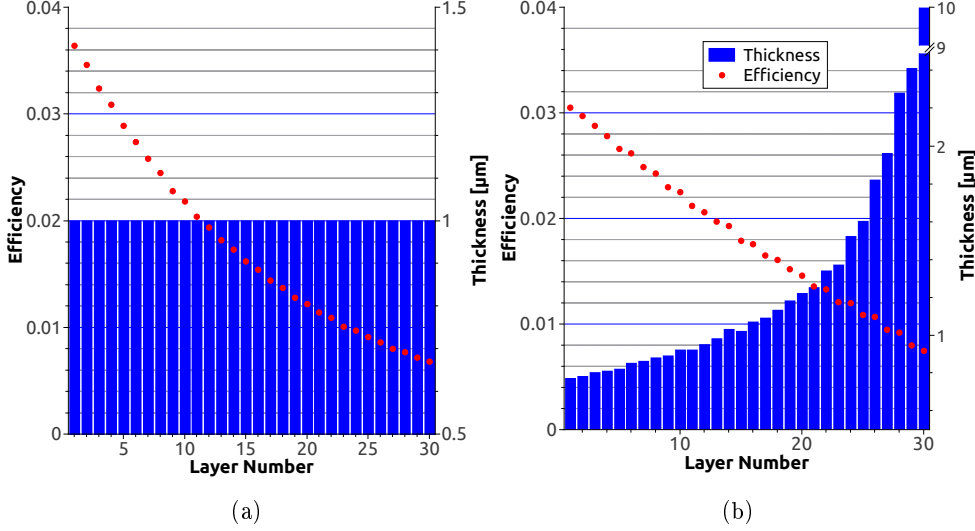 0.04
0.03
0.02
0.01
0
Efficiency
1.5
1
0.5
Thickness [µm]
5 10 15 20 25 30
Layer Number
(a)
0.04
0.03
0.02
0.01
0
Efficiency
Thickness
Efficiency
10
9
2
1
Thickness [µm]
10 20 30
Layer Number
(b)